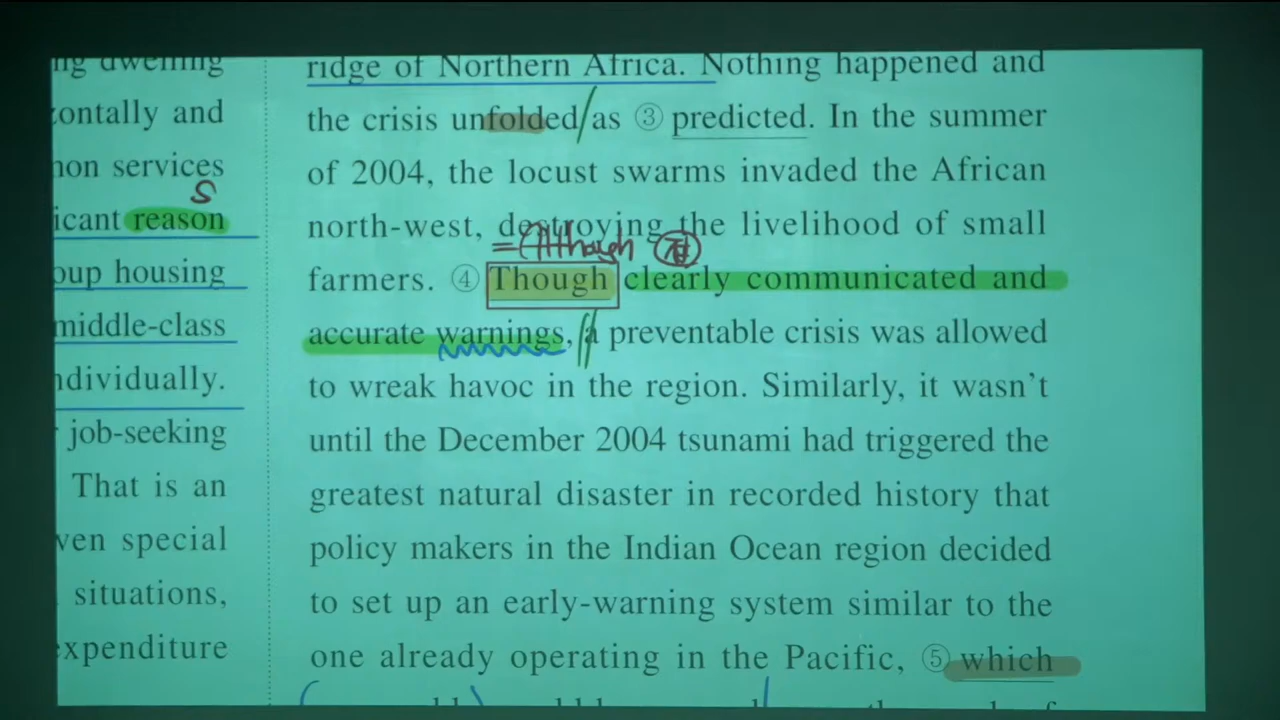 ng dwelling
contally and
non services
S
icant reason
oup housing
middle-class
ndividually.
job-seeking
That is an
ven special
situations,
expenditure
ridge of Northern Africa. Nothing happened and
the crisis unfolded/as ③ predicted. In the summer
of 2004, the locust swarms invaded the African
north-west, destroying the livelihood of small
=(Although 접
farmers. ④ Though clearly communicated and
accurate warnings, a preventable crisis was allowed
to wreak havoc in the region. Similarly, it wasn't
until the December 2004 tsunami had triggered the
greatest natural disaster in recorded history that
policy makers in the Indian Ocean region decided
to set up an early-warning system similar to the
one already operating in the Pacific, ⑤ which